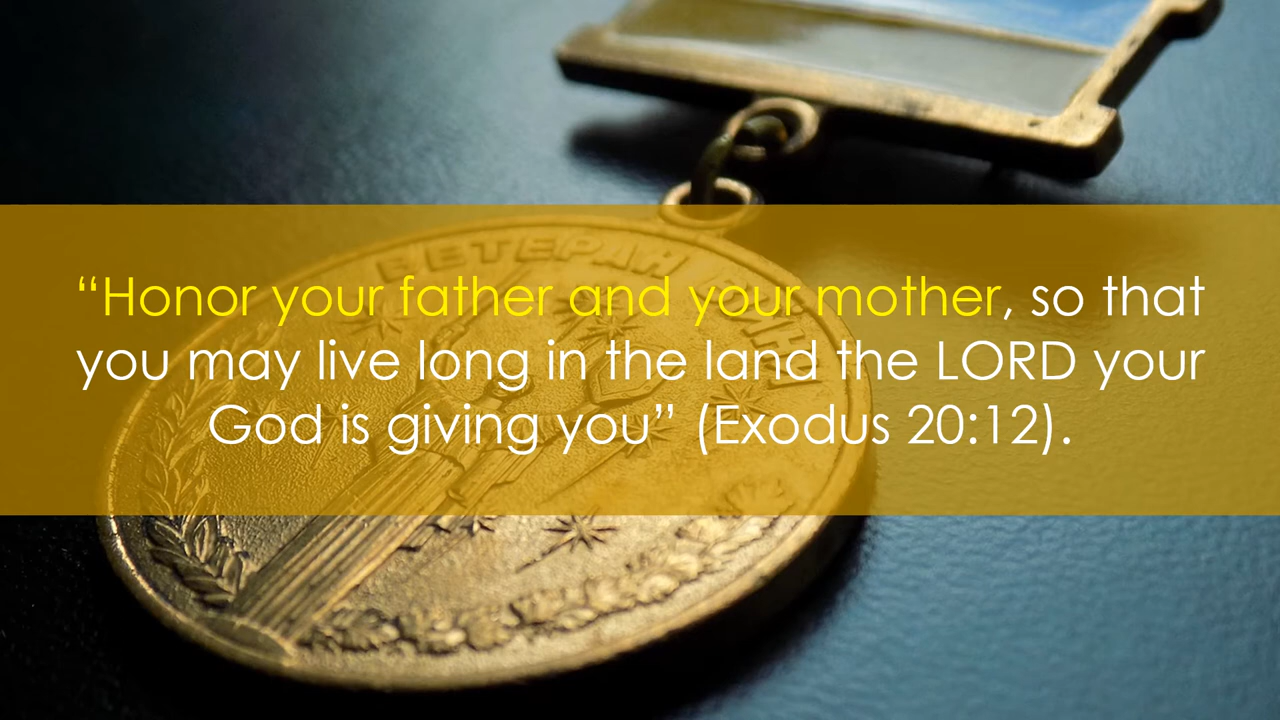 ВЕТЕРАН
“Honor your father and your mother, so that
you may live long in the land the LORD your
God is giving you” (Exodus 20:12).